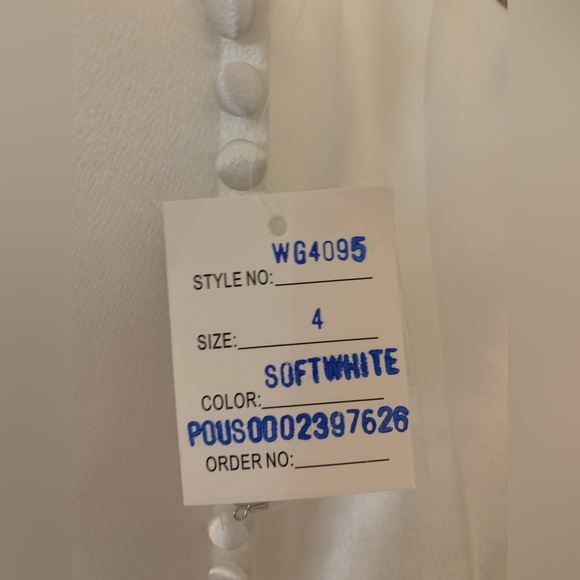 WG4095
STYLE NO:
4
SIZE:
SOFTWHITE
COLOR:
POUS0002397626
ORDER NO: